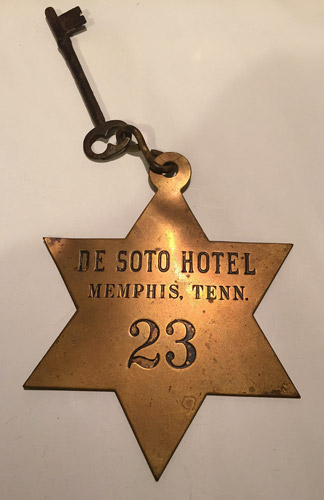 DE SOTO HOTEL
MEMPHIS, TENN.
23